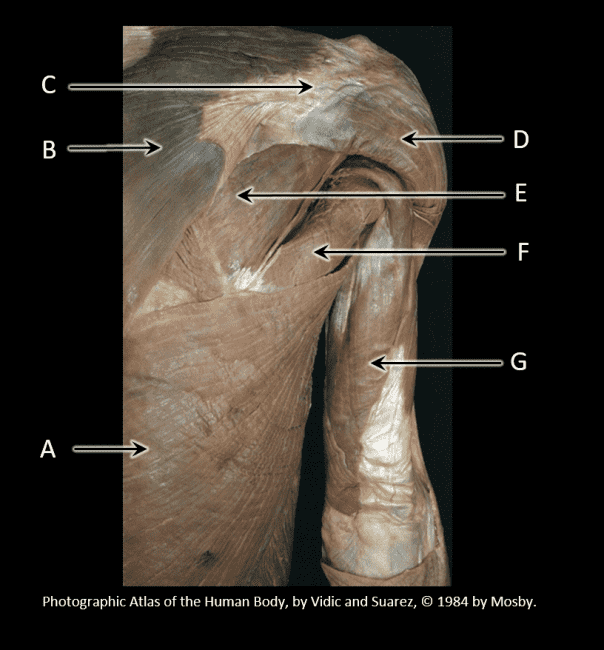 C
B
D
E
F
G
A
Photographic Atlas of the Human Body, by Vidic and Suarez, © 1984 by Mosby.